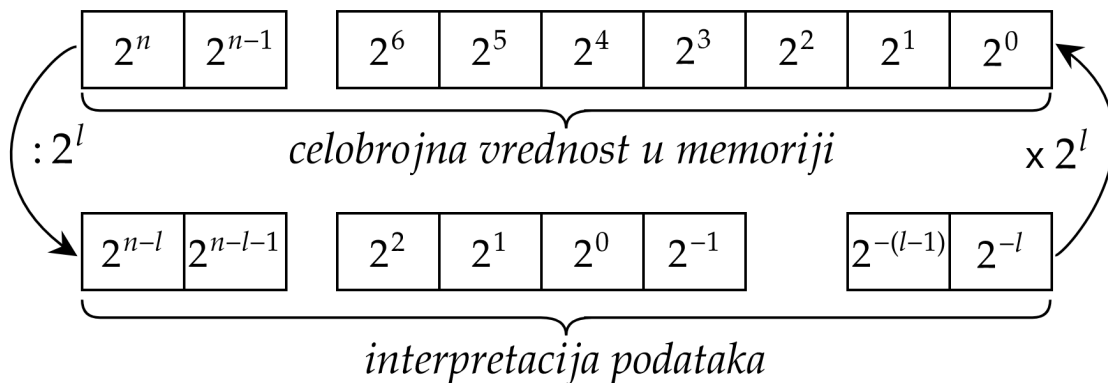 2^n 2^{n-1} 2^6 2^5 2^4 2^3 2^2 2^1 2^0
: 2^l celobrojna vrednost u memoriji x 2^l
2^{n-l} 2^{n-l-1} 2^2 2^1 2^0 2^{-1} 2^{-(l-1)} 2^{-l}
interpretacija podataka